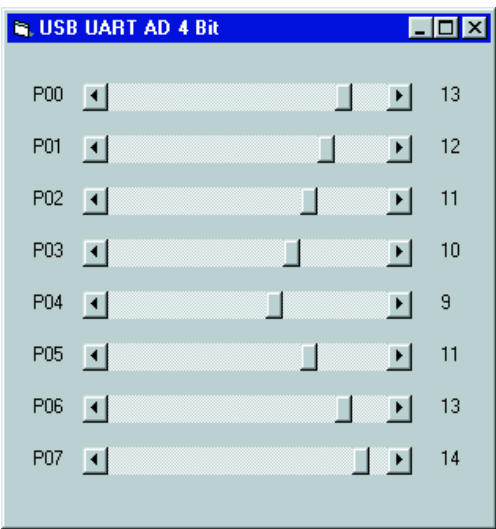 USB UART AD 4 Bit
P00 13
P01 12
P02 11
P03 10
P04 9
P05 11
P06 13
P07 14